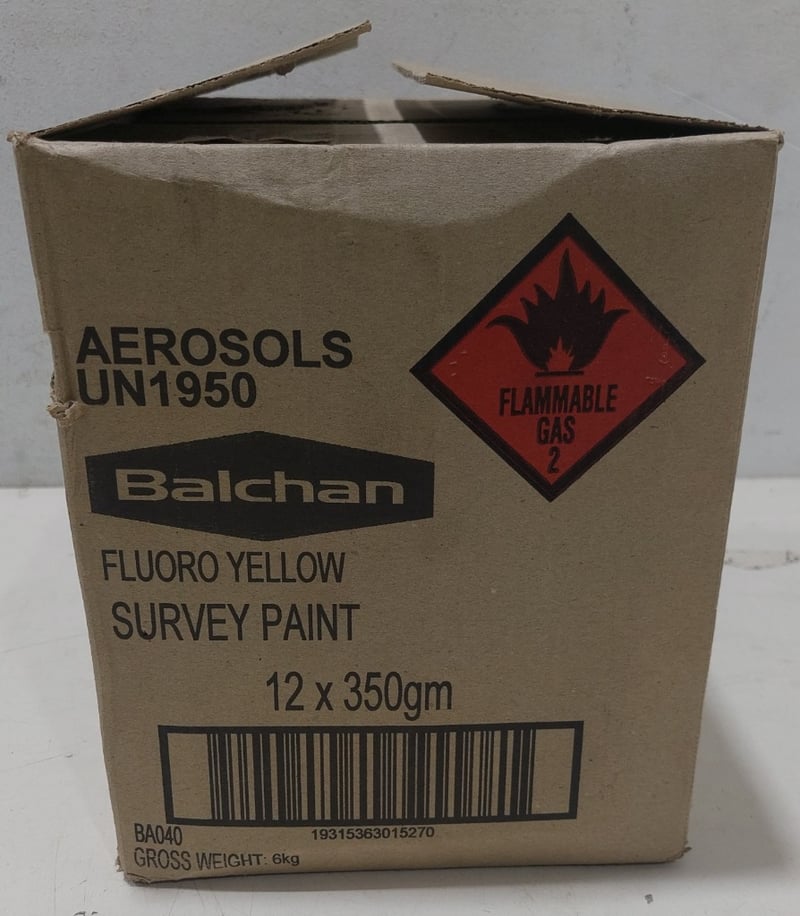 AEROSOLS
UN1950
FLAMMABLE
GAS
2
Balchan
FLUORO YELLOW
SURVEY PAINT
12 x 350gm
BA040
19315363015270
GROSS WEIGHT: 6kg